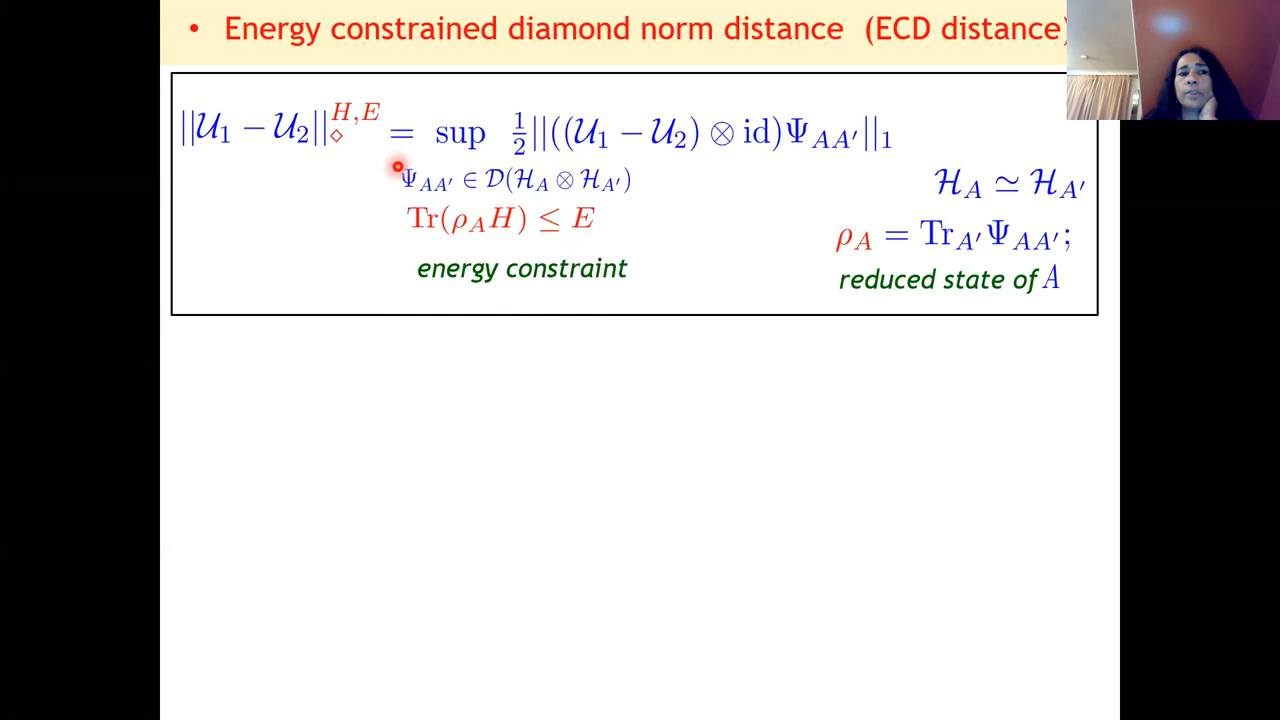 • Energy constrained diamond norm distance (ECD distance)
||𝒰₁ − 𝒰₂||⋄^{H,E} = sup ½||((𝒰₁ − 𝒰₂) ⊗ id)Ψ_{AA′}||₁
Ψ_{AA′} ∈ 𝒟(ℋ_A ⊗ ℋ_{A′})
ℋ_A ≃ ℋ_{A′}
Tr(ρ_A H) ≤ E
ρ_A = Tr_{A′}Ψ_{AA′};
energy constraint
reduced state of A